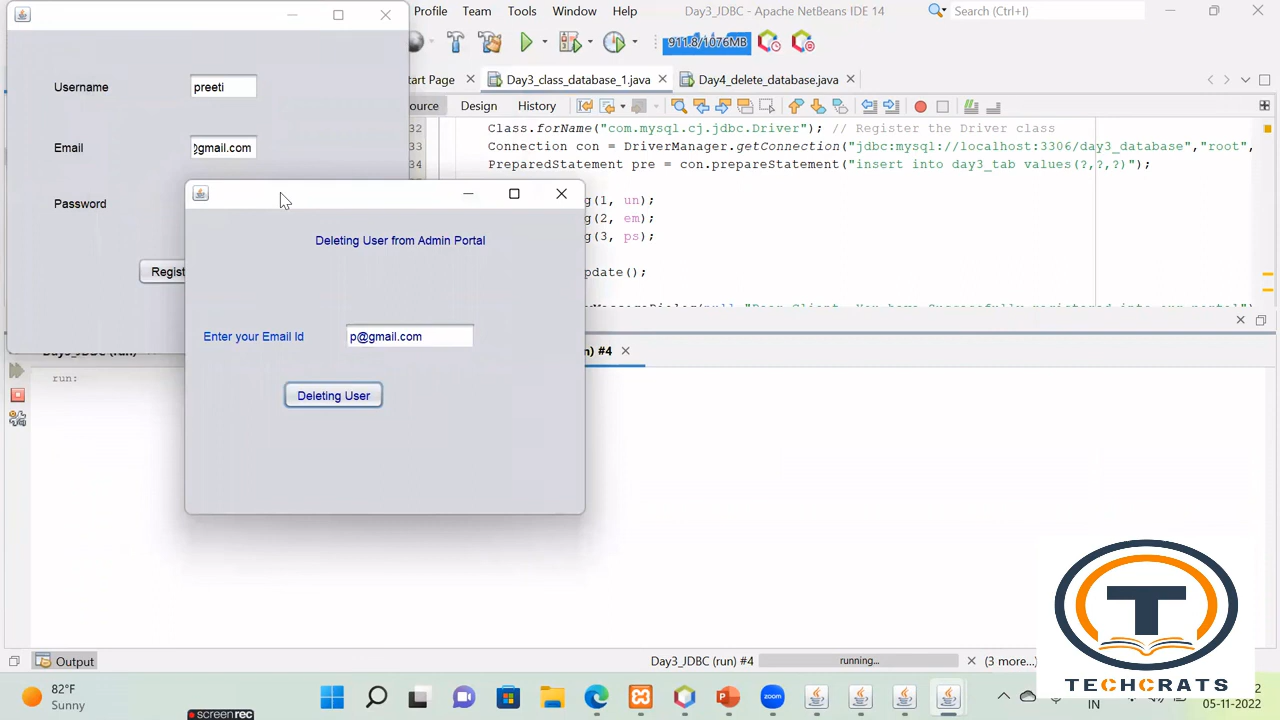 Profile Team Tools Window Help Day3_JDBC - Apache NetBeans IDE 14 Search (Ctrl+I)
911.8/1076MB
Start Page Day3_class_database_1.java Day4_delete_database.java
Source Design History
32 Class.forName("com.mysql.cj.jdbc.Driver"); // Register the Driver class
33 Connection con = DriverManager.getConnection("jdbc:mysql://localhost:3306/day3_database","root",
34 PreparedStatement pre = con.prepareStatement("insert into day3_tab values(?,?,?)");
g(1, un);
g(2, em);
g(3, ps);
pdate();
Username preeti
Email @gmail.com
Password
Regist
Deleting User from Admin Portal
Enter your Email Id p@gmail.com
Deleting User
Day3_JDBC (run)
n) #4
run:
Output
Day3_JDBC (run) #4 running... (3 more...)
TECHCRATS
82°F
Sunny
zoom
IN
05-11-2022
screenrec